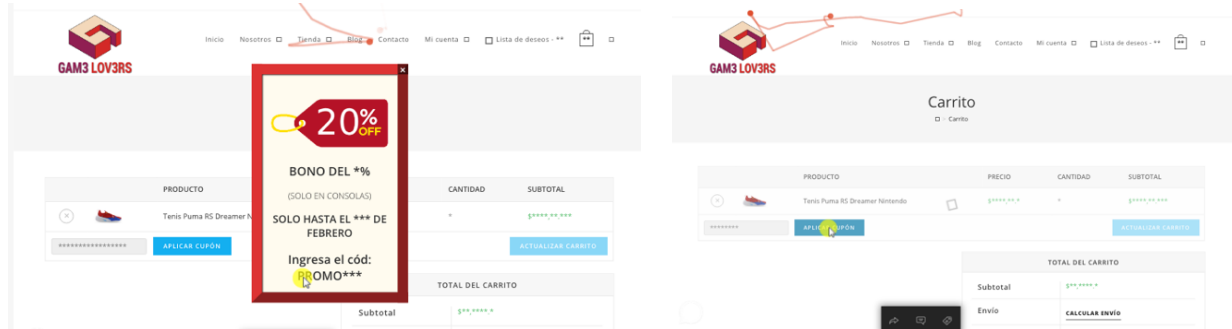 GAM3 LOV3RS
Inicio Nosotros Tienda Blog Contacto Mi cuenta Lista de deseos - ** **
20% OFF
BONO DEL *%
(SOLO EN CONSOLAS)
SOLO HASTA EL *** DE
FEBRERO
Ingresa el cód:
PROMO***
PRODUCTO CANTIDAD SUBTOTAL
Tenis Puma RS Dreamer N * $****.**.***
***************** APLICAR CUPÓN ACTUALIZAR CARRITO
TOTAL DEL CARRITO
Subtotal $**.****.*
GAM3 LOV3RS
Inicio Nosotros Tienda Blog Contacto Mi cuenta Lista de deseos - ** **
Carrito
- Carrito
PRODUCTO PRECIO CANTIDAD SUBTOTAL
Tenis Puma RS Dreamer Nintendo $****.**.* * $****.**.***
******** APLICAR CUPÓN ACTUALIZAR CARRITO
TOTAL DEL CARRITO
Subtotal $**.****.*
Envío CALCULAR ENVÍO